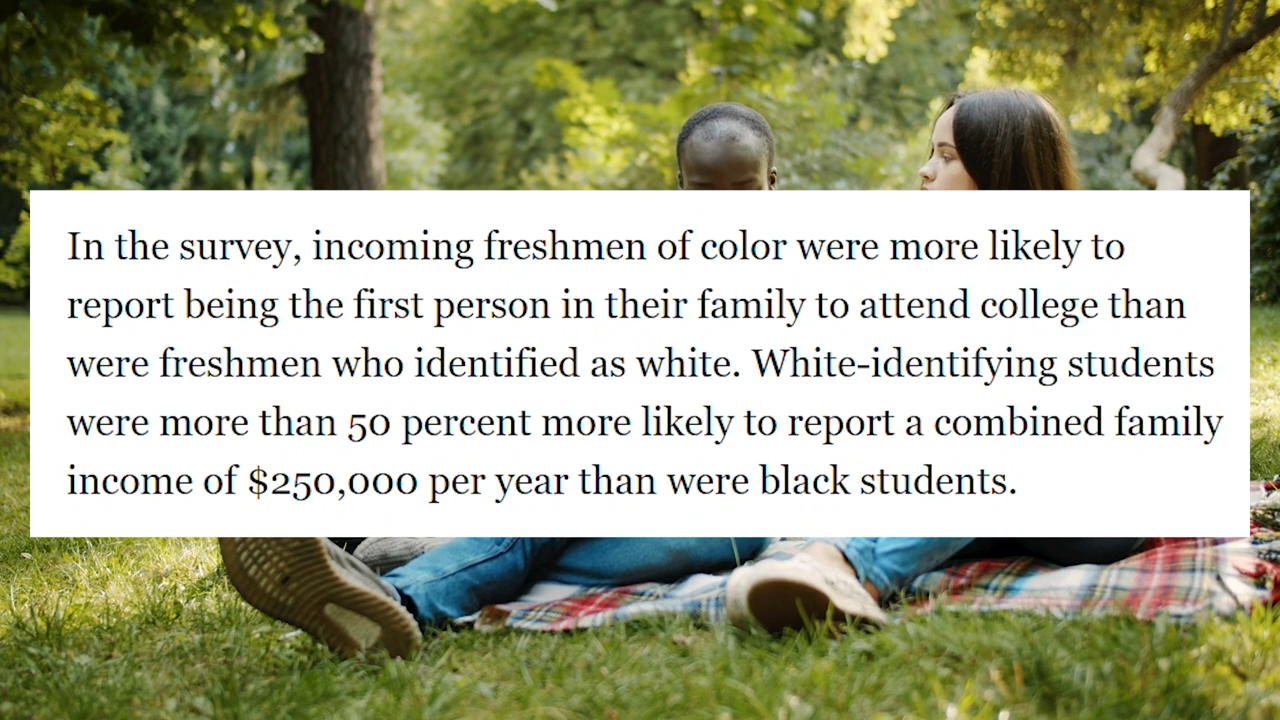 In the survey, incoming freshmen of color were more likely to
report being the first person in their family to attend college than
were freshmen who identified as white. White-identifying students
were more than 50 percent more likely to report a combined family
income of $250,000 per year than were black students.